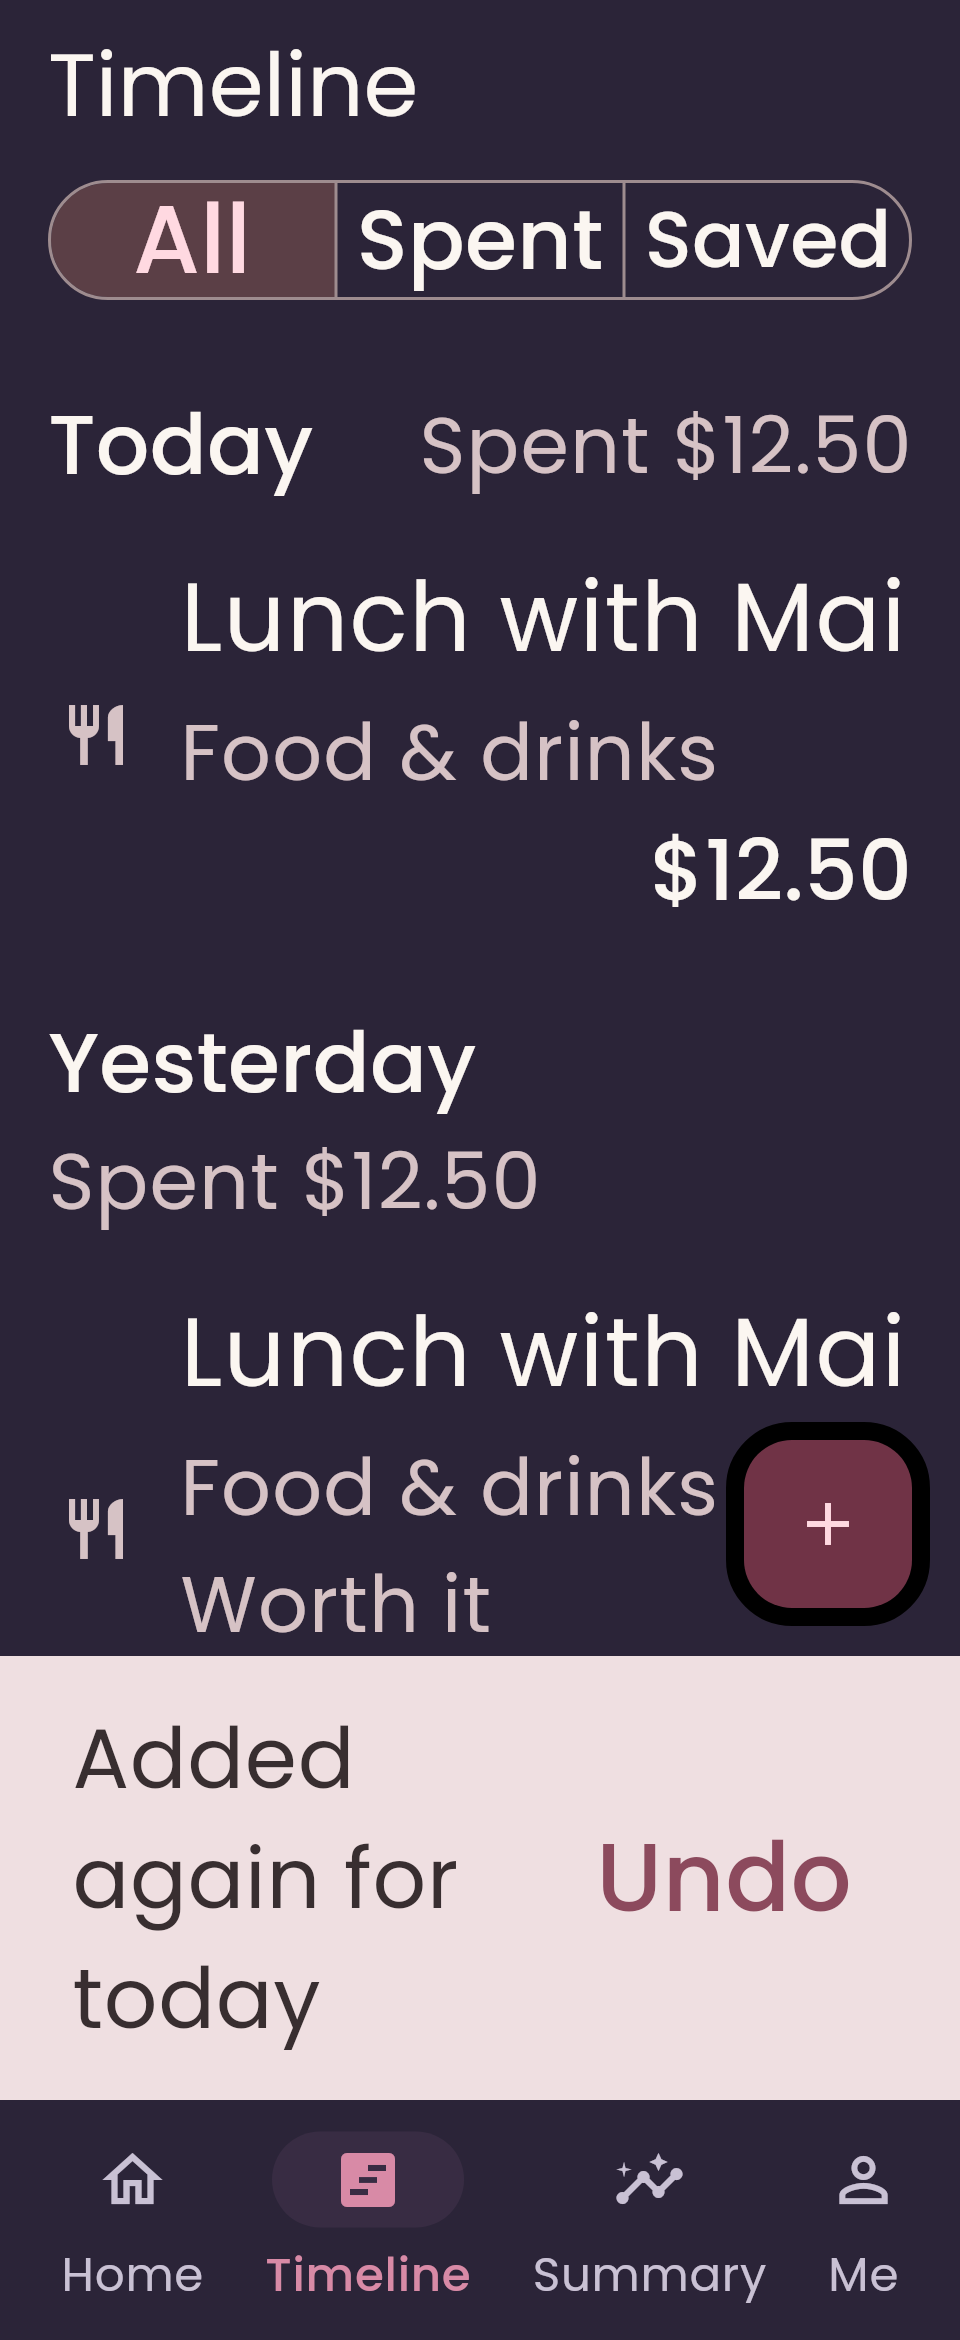 Timeline
All Spent Saved
Today Spent $12.50
Lunch with Mai
Food & drinks
$12.50
Yesterday
Spent $12.50
Lunch with Mai
Food & drinks
Worth it
Added
again for
today
Undo
Home Timeline Summary Me